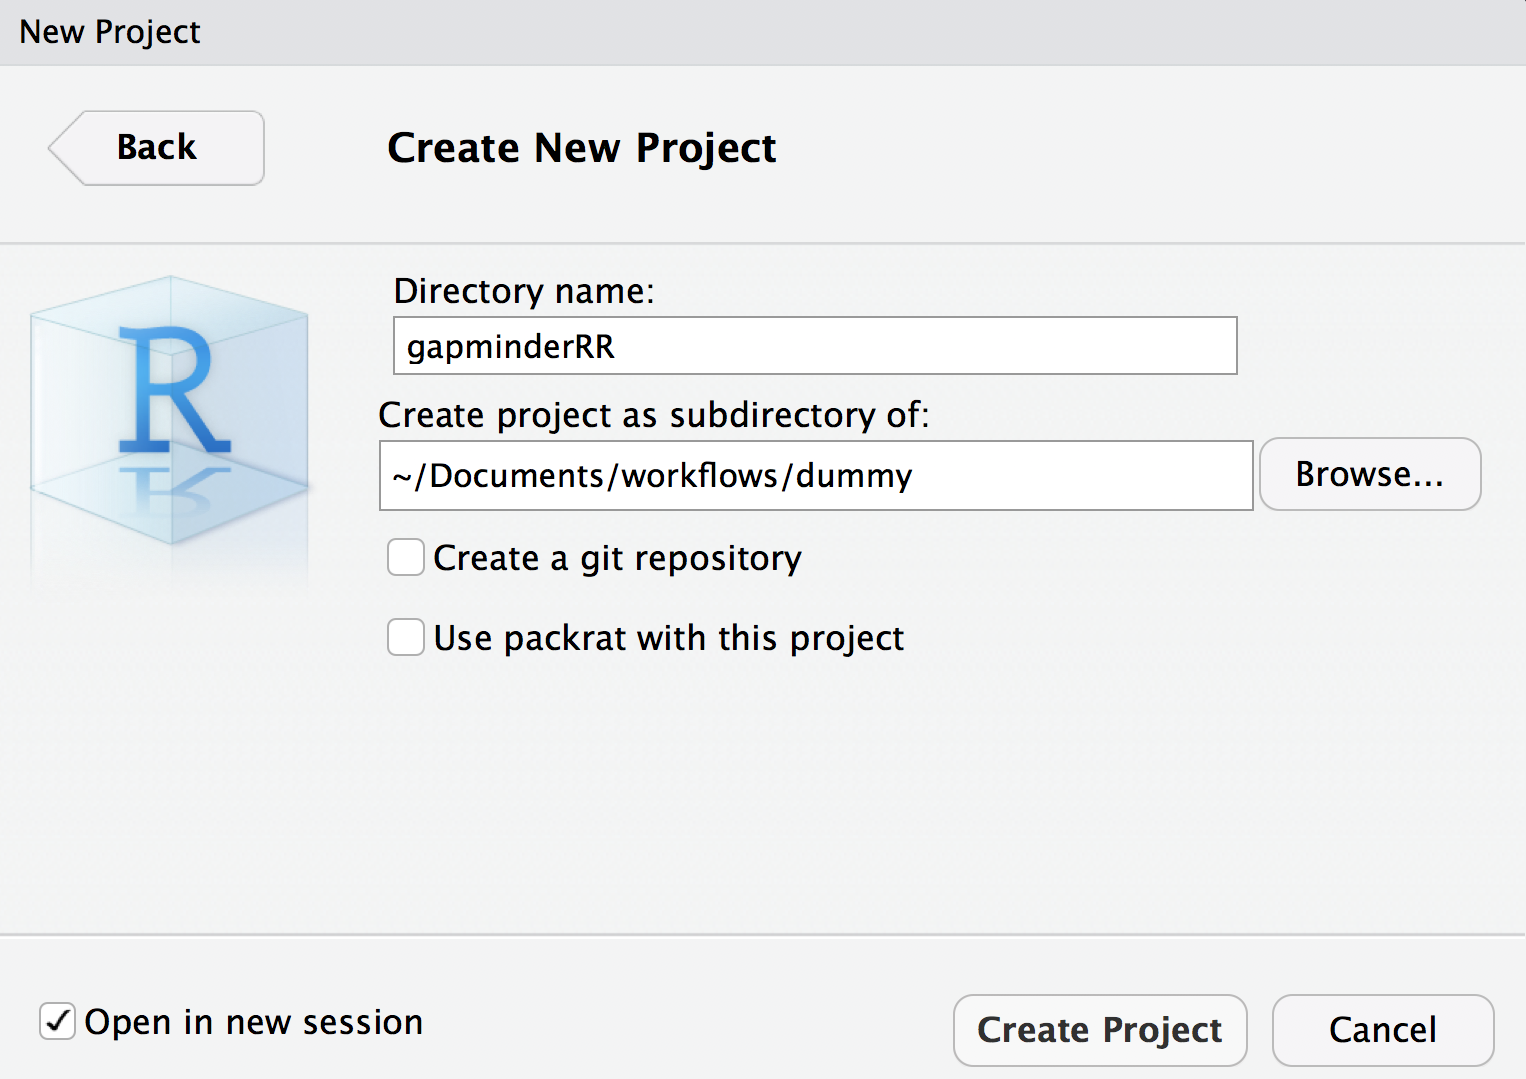 New Project
Back
Create New Project
R
Directory name:
gapminderRR
Create project as subdirectory of:
~/Documents/workflows/dummy
Browse...
Create a git repository
Use packrat with this project
Open in new session
Create Project
Cancel